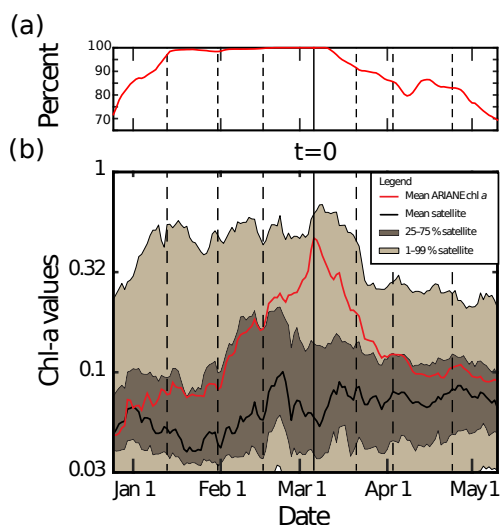 (a)
100
90
80
70
Percent
(b)
t=0
1
0.32
0.1
0.03
Chl-a values
Legend
Mean ARIANE chl a
Mean satellite
25-75 % satellite
1-99 % satellite
Jan 1 Feb 1 Mar 1 Apr 1 May 1
Date